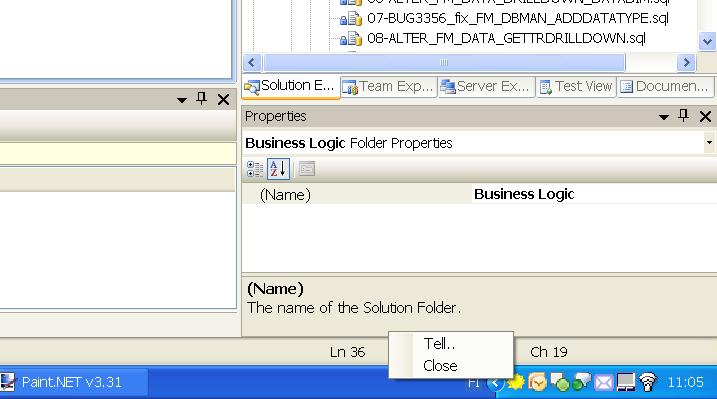 07-BUG3356_fix_FM_DBMAN_ADDDATATYPE.sql
08-ALTER_FM_DATA_GETTRDRILLDOWN.sql
Solution E... Team Exp... Server Ex... Test View Documen...
Properties
Business Logic Folder Properties
(Name) Business Logic
(Name)
The name of the Solution Folder.
Ln 36 Ch 19
Tell..
Close
Paint.NET v3.31
FI
11:05